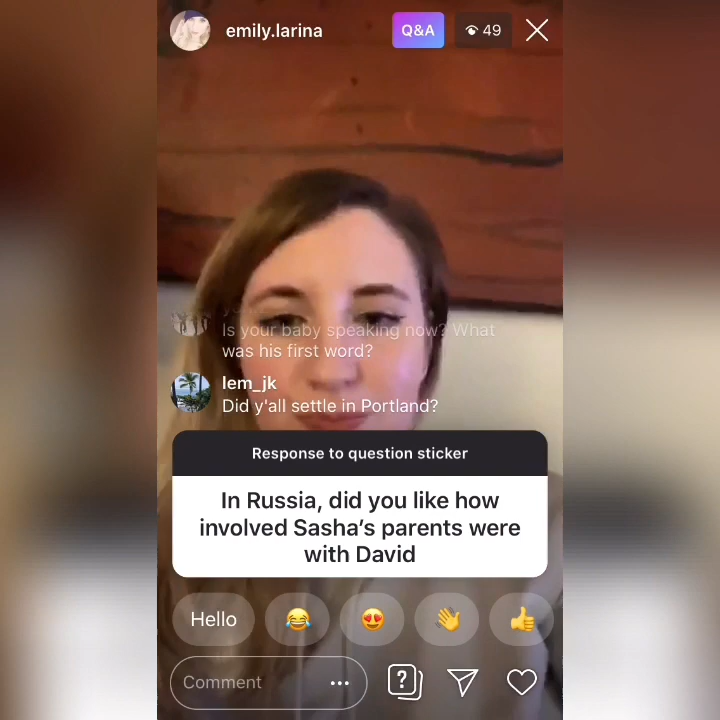 emily.larina
Q&A
49
Is your baby speaking now? What
was his first word?
lem_jk
Did y'all settle in Portland?
Response to question sticker
In Russia, did you like how
involved Sasha's parents were
with David
Hello
Comment